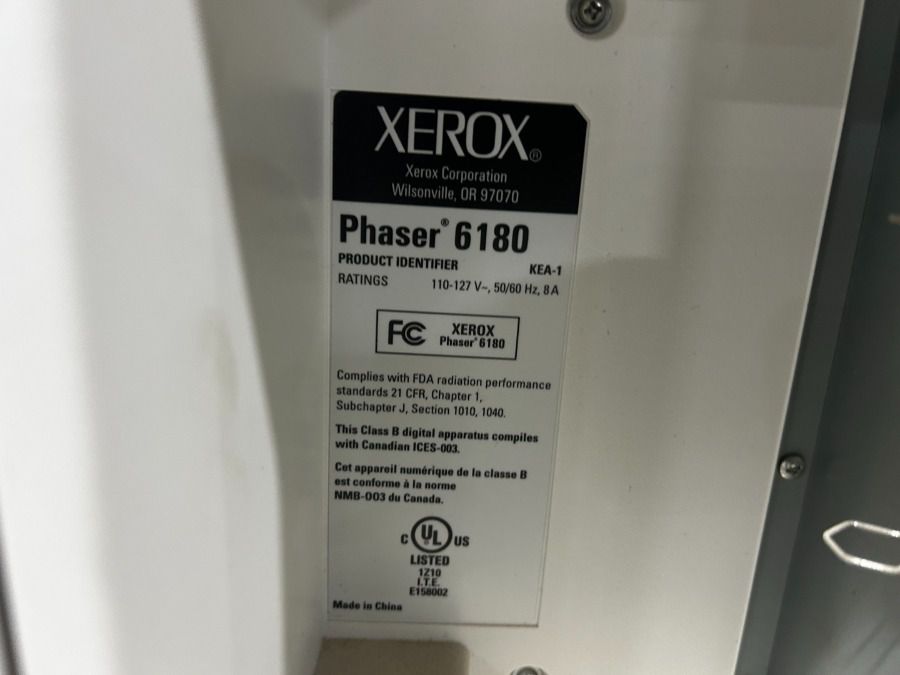 XEROX®
Xerox Corporation
Wilsonville, OR 97070
Phaser® 6180
PRODUCT IDENTIFIER KEA-1
RATINGS 110-127 V~, 50/60 Hz, 8 A
FC XEROX
Phaser® 6180
Complies with FDA radiation performance
standards 21 CFR, Chapter 1,
Subchapter J, Section 1010, 1040.
This Class B digital apparatus compiles
with Canadian ICES-003.
Cet appareil numérique de la classe B
est conforme à la norme
NMB-003 du Canada.
C UL US
LISTED
1Z10
I.T.E.
E158002
Made in China